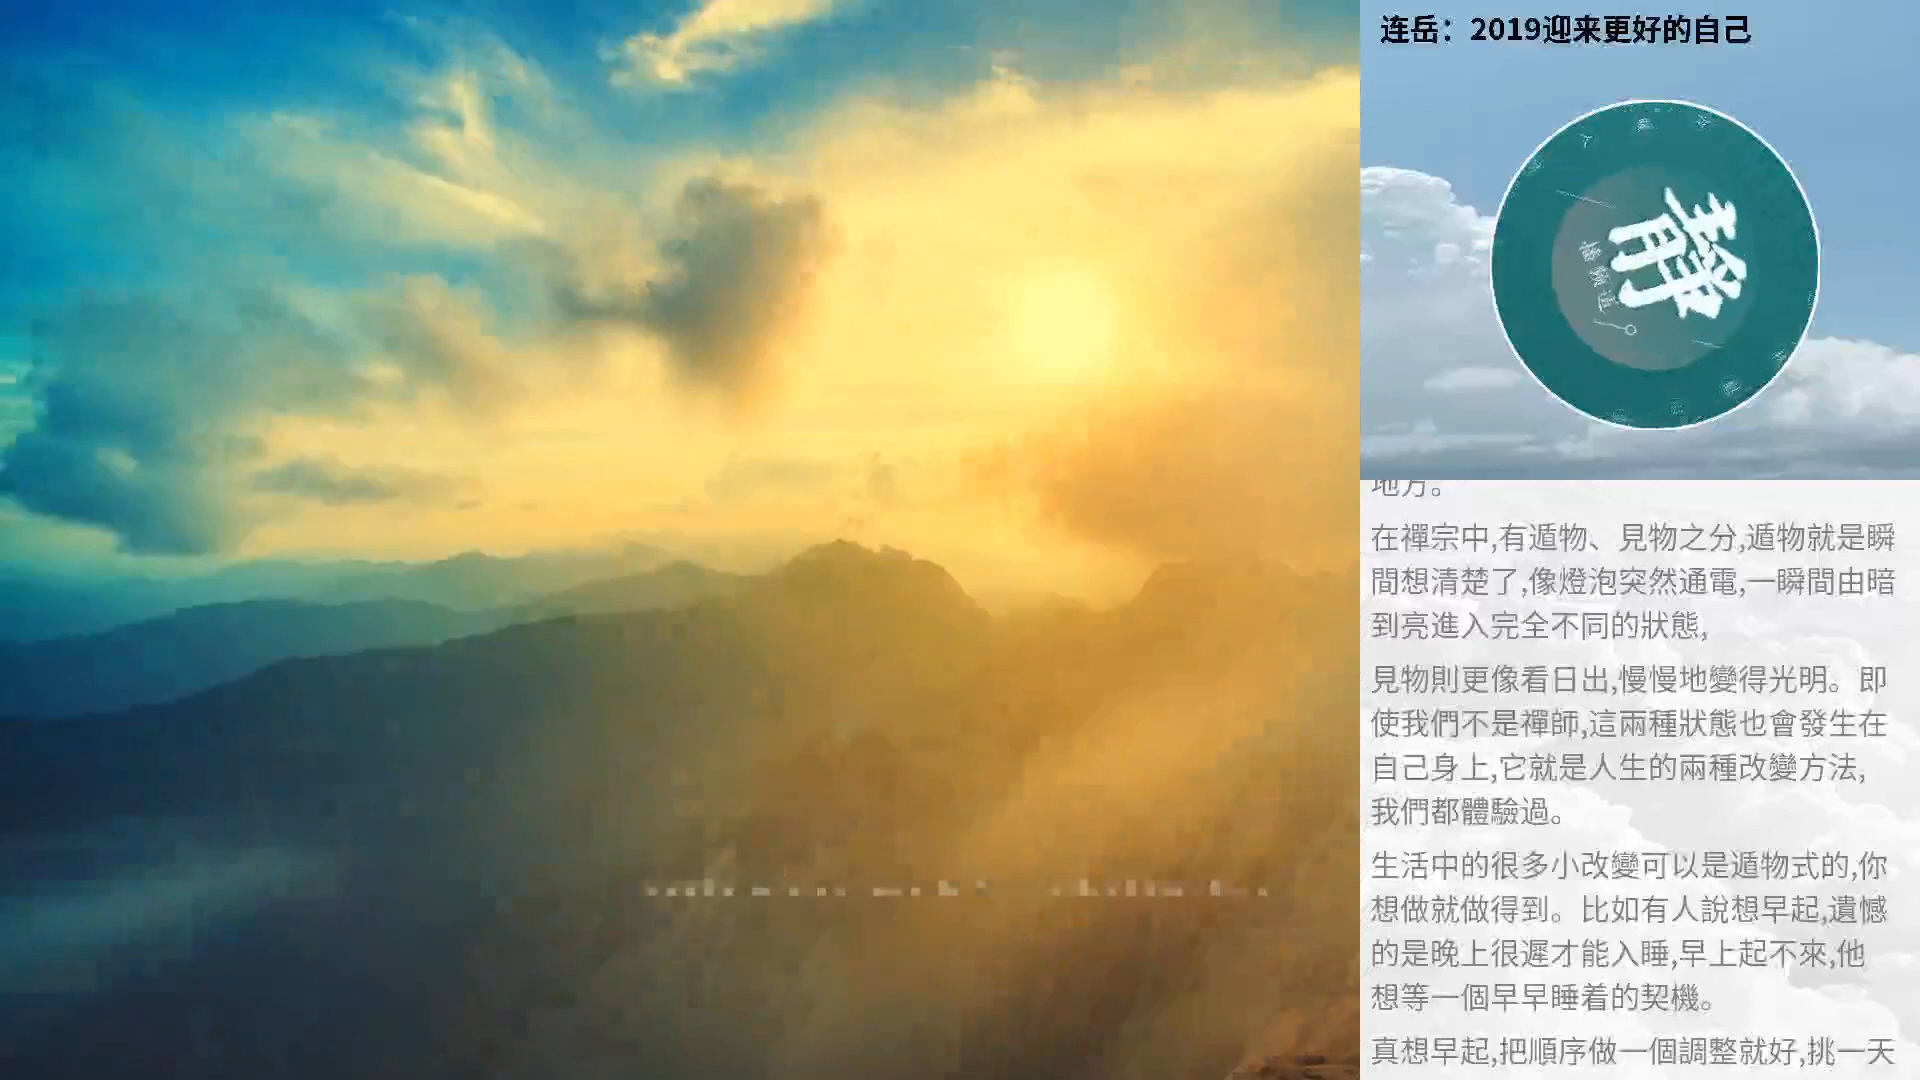 连岳：2019迎来更好的自己
靜
地方。
在禪宗中,有遁物、見物之分,遁物就是瞬
間想清楚了,像燈泡突然通電,一瞬間由暗
到亮進入完全不同的狀態,
見物則更像看日出,慢慢地變得光明。即
使我們不是禪師,這兩種狀態也會發生在
自己身上,它就是人生的兩種改變方法,
我們都體驗過。
生活中的很多小改變可以是遁物式的,你
想做就做得到。比如有人說想早起,遺憾
的是晚上很遲才能入睡,早上起不來,他
想等一個早早睡着的契機。
真想早起,把順序做一個調整就好,挑一天